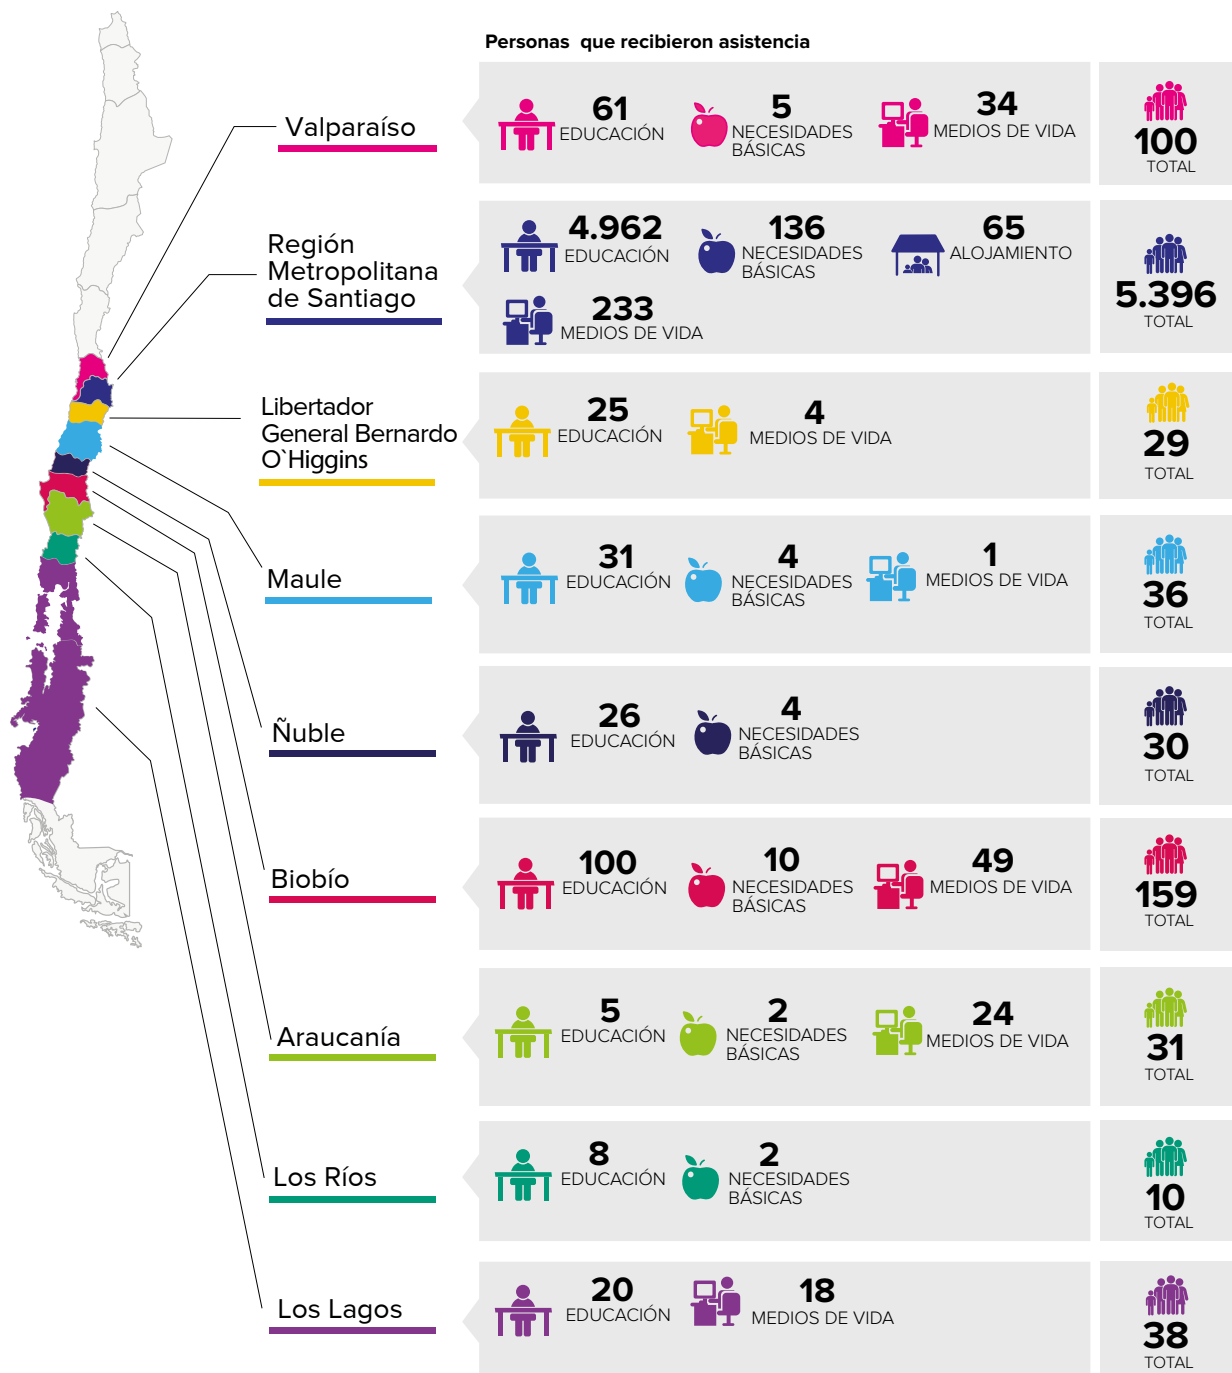 Personas que recibieron asistencia
Valparaíso
61
EDUCACIÓN
5
NECESIDADES
BÁSICAS
34
MEDIOS DE VIDA
100
TOTAL
Región
Metropolitana
de Santiago
4.962
EDUCACIÓN
136
NECESIDADES
BÁSICAS
65
ALOJAMIENTO
233
MEDIOS DE VIDA
5.396
TOTAL
Libertador
General Bernardo
O`Higgins
25
EDUCACIÓN
4
MEDIOS DE VIDA
29
TOTAL
Maule
31
EDUCACIÓN
4
NECESIDADES
BÁSICAS
1
MEDIOS DE VIDA
36
TOTAL
Ñuble
26
EDUCACIÓN
4
NECESIDADES
BÁSICAS
30
TOTAL
Biobío
100
EDUCACIÓN
10
NECESIDADES
BÁSICAS
49
MEDIOS DE VIDA
159
TOTAL
Araucanía
5
EDUCACIÓN
2
NECESIDADES
BÁSICAS
24
MEDIOS DE VIDA
31
TOTAL
Los Ríos
8
EDUCACIÓN
2
NECESIDADES
BÁSICAS
10
TOTAL
Los Lagos
20
EDUCACIÓN
18
MEDIOS DE VIDA
38
TOTAL